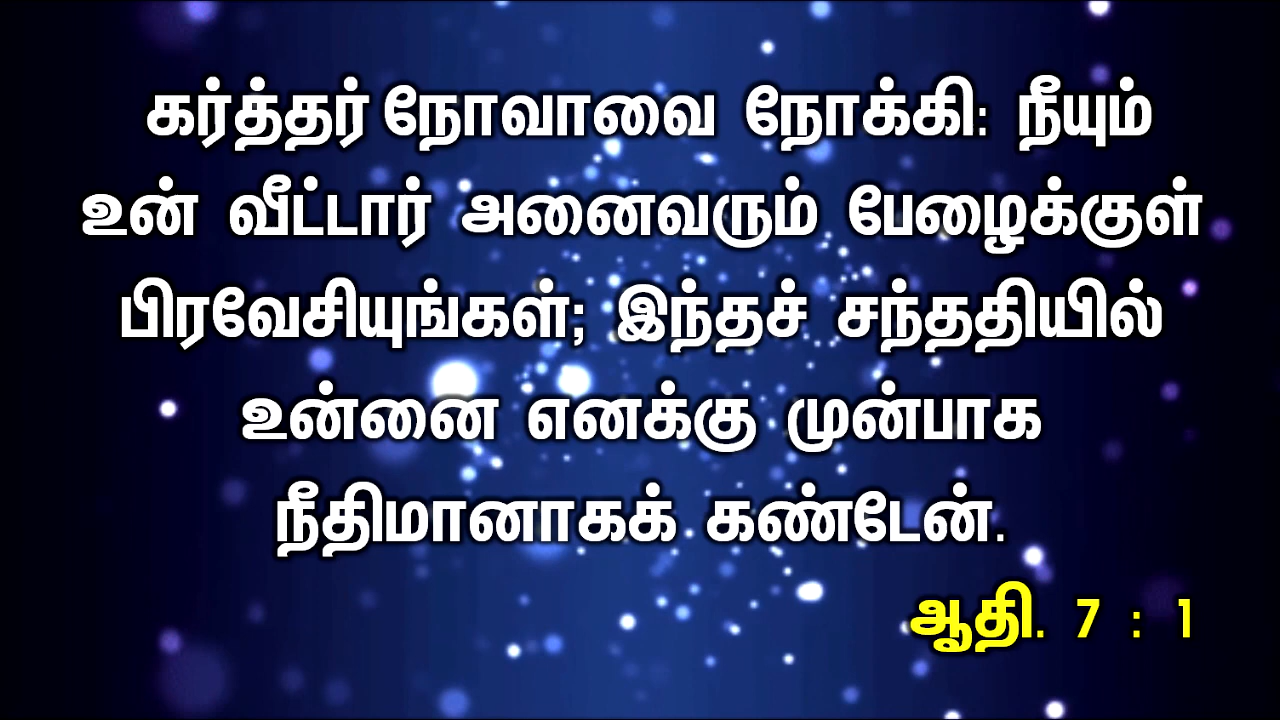 கர்த்தர் நோவாவை நோக்கி: நீயும்
உன் வீட்டார் அனைவரும் பேழைக்குள்
பிரவேசியுங்கள்; இந்தச் சந்ததியில்
உன்னை எனக்கு முன்பாக
நீதிமானாகக் கண்டேன்.
ஆதி. 7 : 1